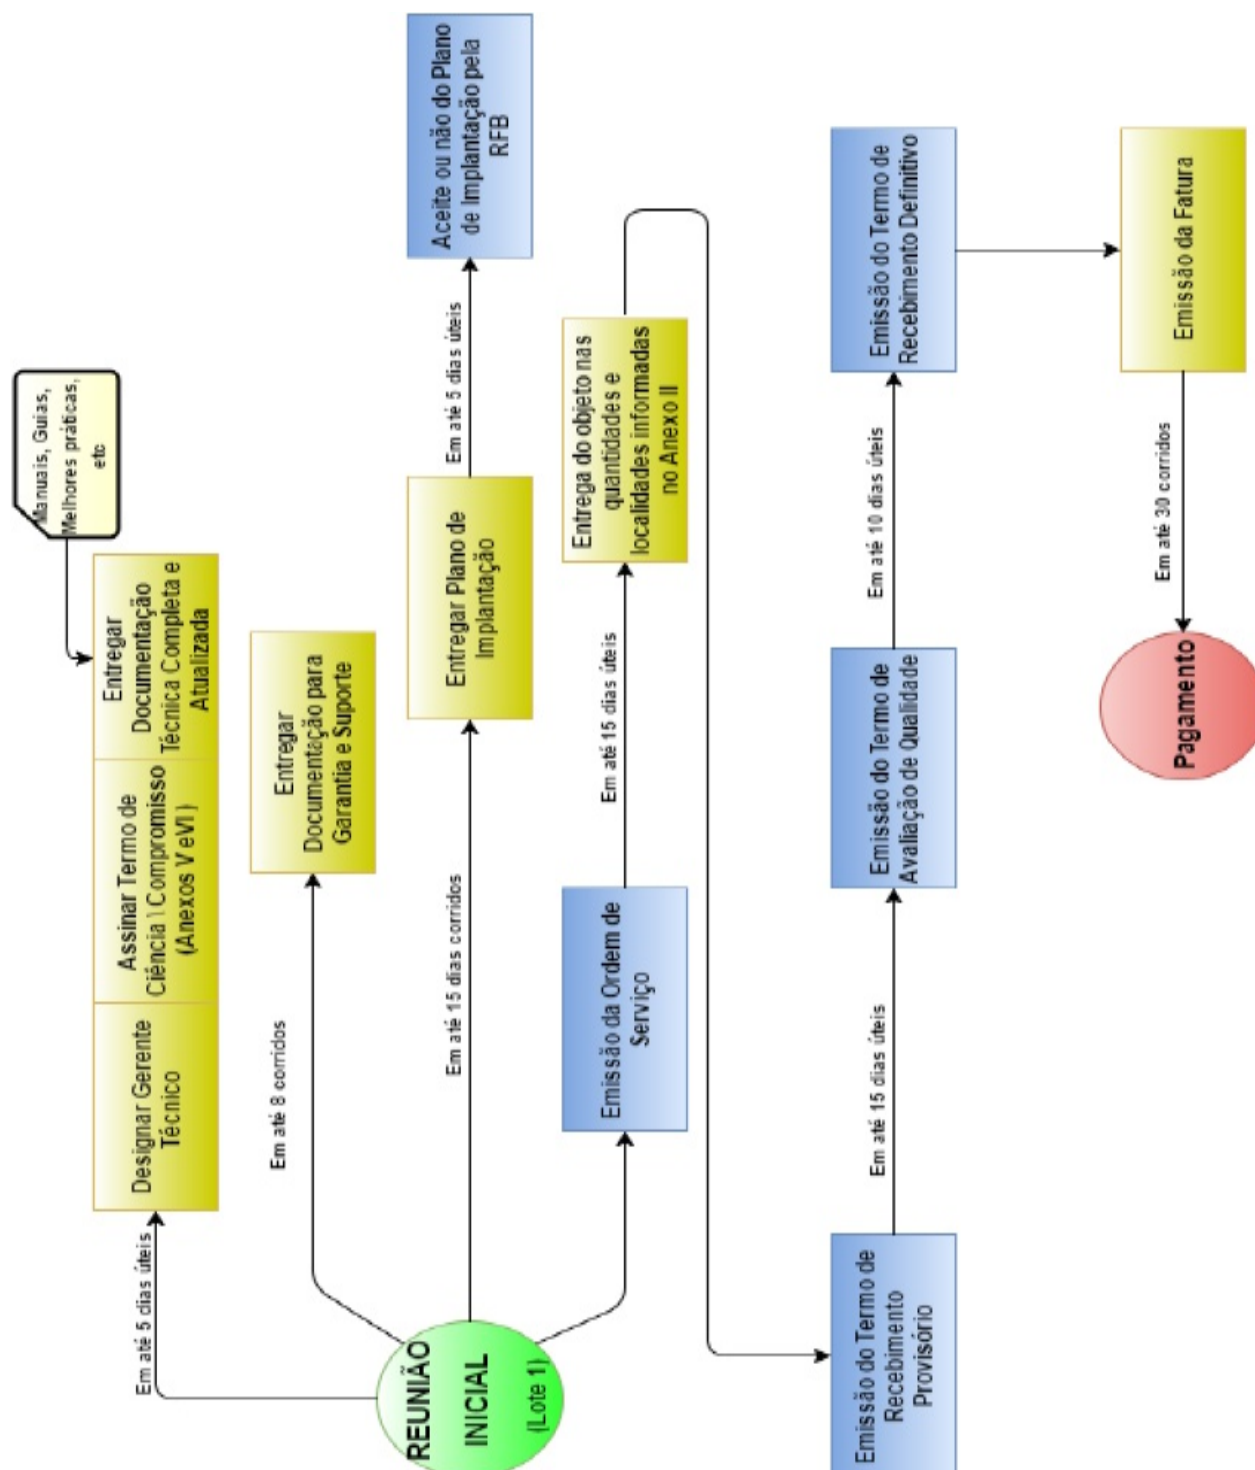 Manuais, Guias,
Melhores práticas,
etc
Em até 5 dias úteis
Designar Gerente
Técnico
Assinar Termo de
Ciência \ Compromisso
(Anexos V eVI )
Entregar
Documentação
Técnica Completa e
Atualizada
Em até 8 corridos
Entregar
Documentação para
Garantia e Suporte
REUNIÃO
INICIAL
(Lote 1)
Em até 15 dias corridos
Entregar Plano de
Implantação
Em até 5 dias úteis
Aceite ou não do Plano
de Implantação pela
RFB
Emissão da Ordem de
Serviço
Em até 15 dias úteis
Entrega do objeto nas
quantidades e
localidades informadas
no Anexo II
Emissão do Termo de
Recebimento
Provisório
Em até 15 dias úteis
Emissão do Termo de
Avaliação de Qualidade
Em até 10 dias úteis
Emissão do Termo de
Recebimento Definitivo
Emissão da Fatura
Em até 30 corridos
Pagamento